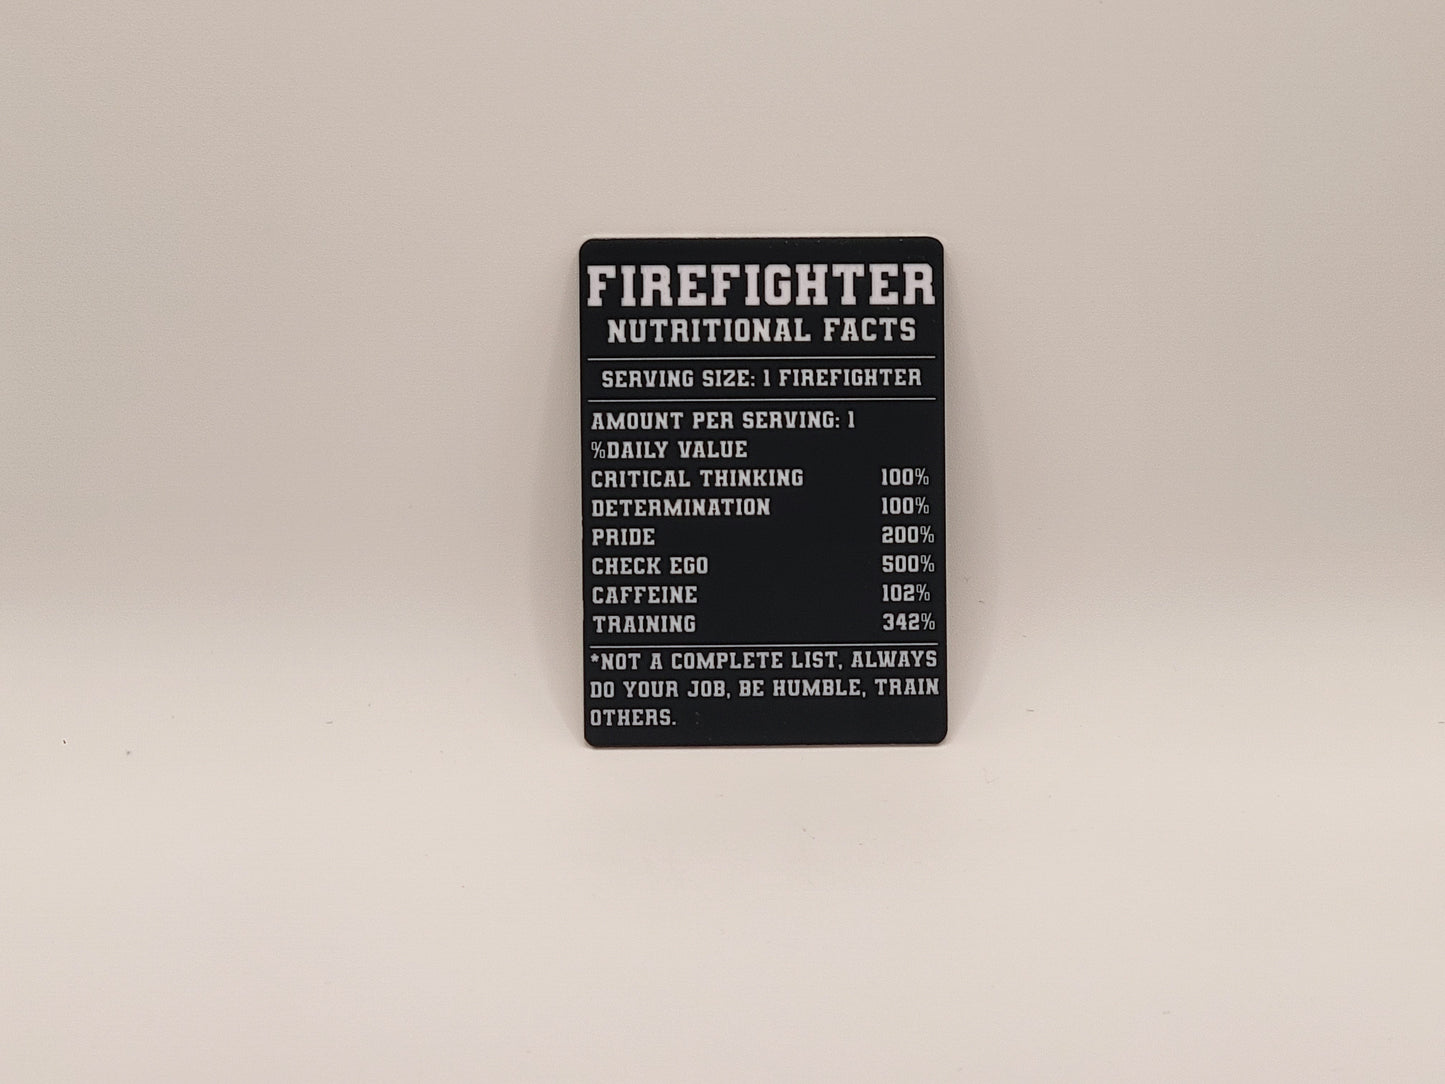 FIREFIGHTER
NUTRITIONAL FACTS
SERVING SIZE: 1 FIREFIGHTER
AMOUNT PER SERVING: 1
%DAILY VALUE
CRITICAL THINKING 100%
DETERMINATION 100%
PRIDE 200%
CHECK EGO 500%
CAFFEINE 102%
TRAINING 342%
*NOT A COMPLETE LIST, ALWAYS
DO YOUR JOB, BE HUMBLE, TRAIN
OTHERS.